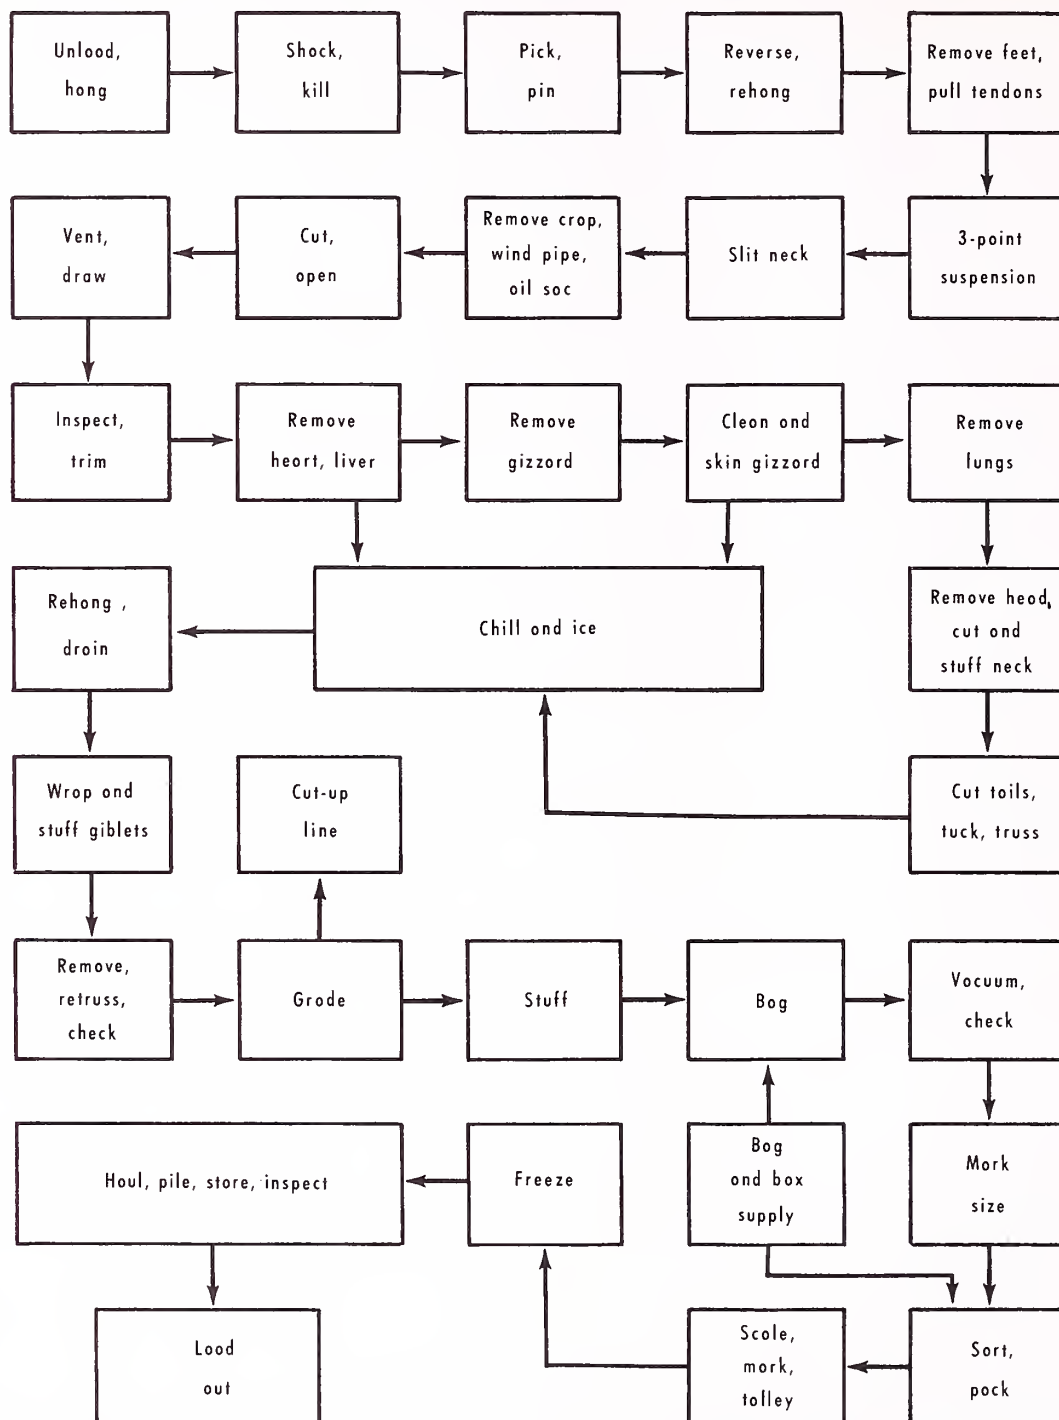 Unlood,
hong
Shock,
kill
Pick,
pin
Reverse,
rehong
Remove feet,
pull tendons
Vent,
draw
Cut,
open
Remove crop,
wind pipe,
oil soc
Slit neck
3-point
suspension
Inspect,
trim
Remove
heort, liver
Remove
gizzord
Cleon ond
skin gizzord
Remove
lungs
Rehong ,
droin
Chill ond ice
Remove heod,
cut ond
stuff neck
Wrop ond
stuff giblets
Cut-up
line
Cut toils,
tuck, truss
Remove,
retruss,
check
Grode
Stuff
Bog
Vocuum,
check
Houl, pile, store, inspect
Freeze
Bog
ond box
supply
Mork
size
Lood
out
Scole,
mork,
tolley
Sort,
pock